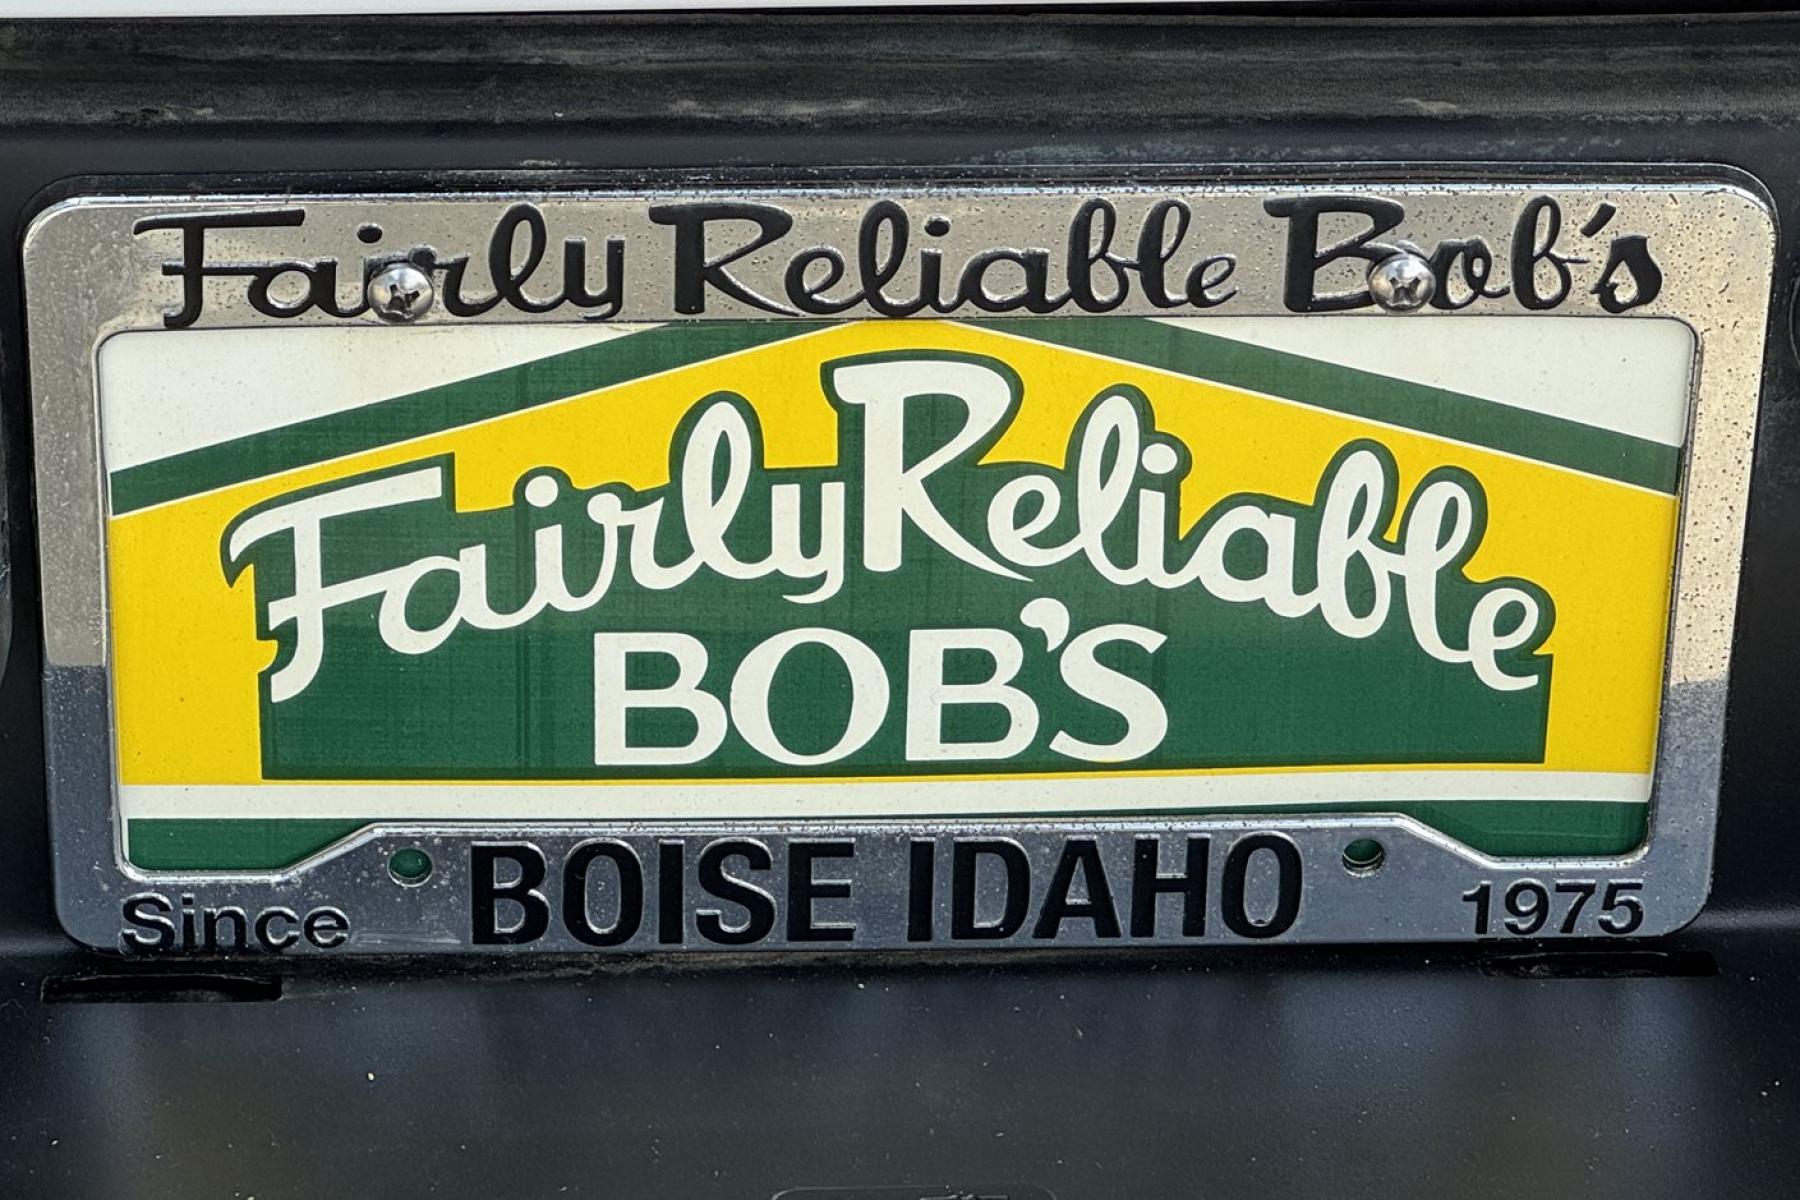 Fairly Reliable Bob's
Fairly Reliable
BOB'S
BOISE IDAHO
Since 1975